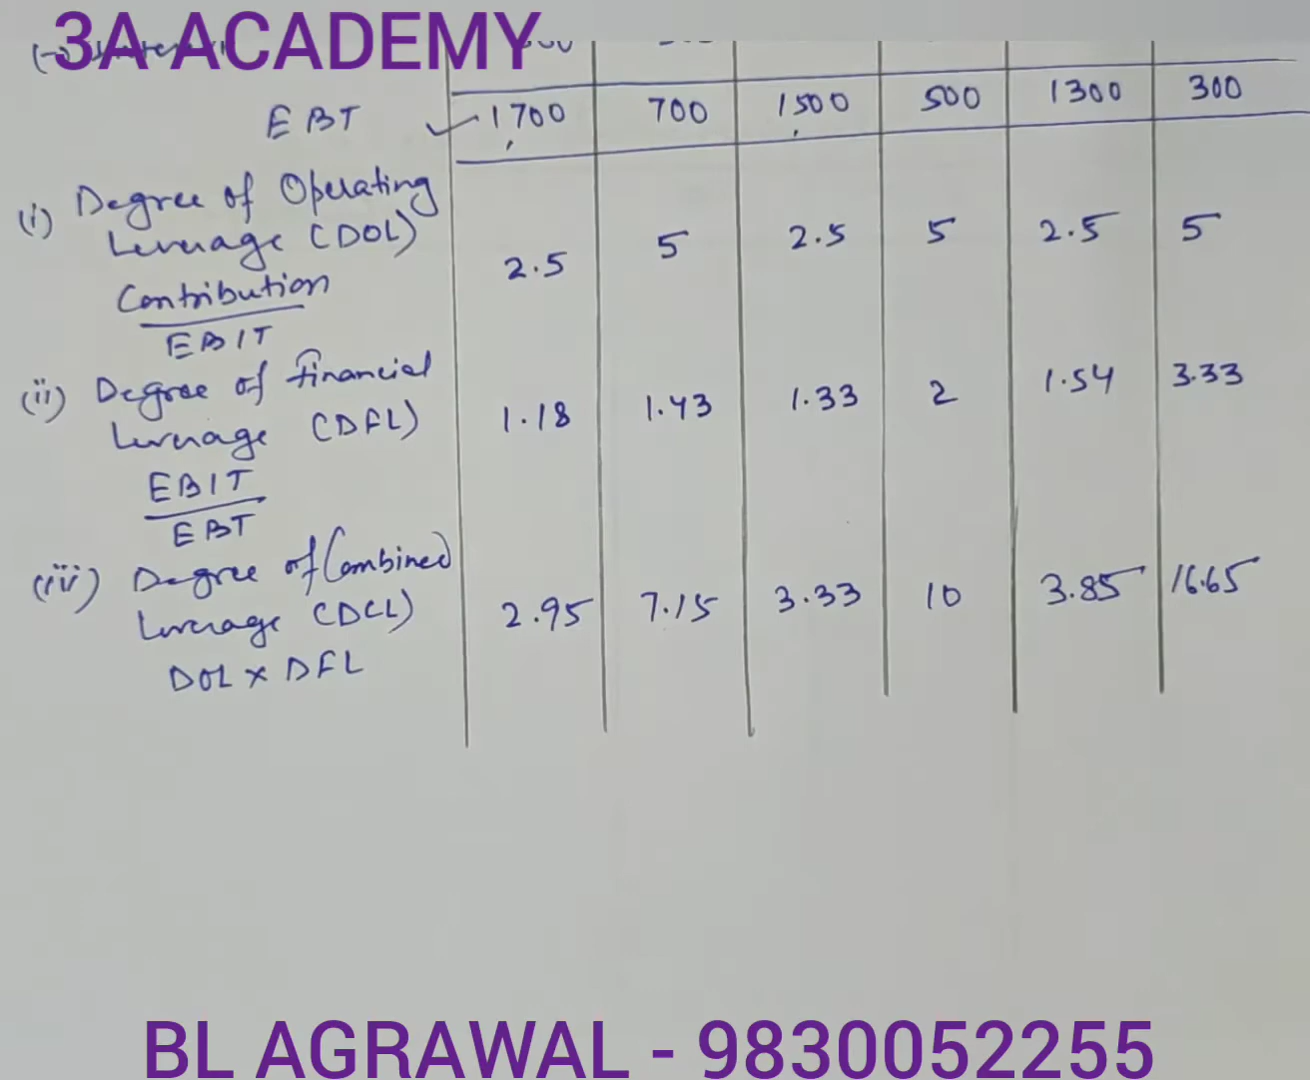 3A ACADEMY
EBT 1700 700 1500 500 1300 300
(i) Degree of Operating
Leverage (DOL) 2.5 5 2.5 5 2.5 5
Contribution
EBIT
(ii) Degree of Financial
Leverage (DFL) 1.18 1.43 1.33 2 1.54 3.33
EBIT
EBT
(iii) Degree of Combined
Leverage (DCL) 2.95 7.15 3.33 10 3.85 16.65
DOL x DFL
BL AGRAWAL - 9830052255